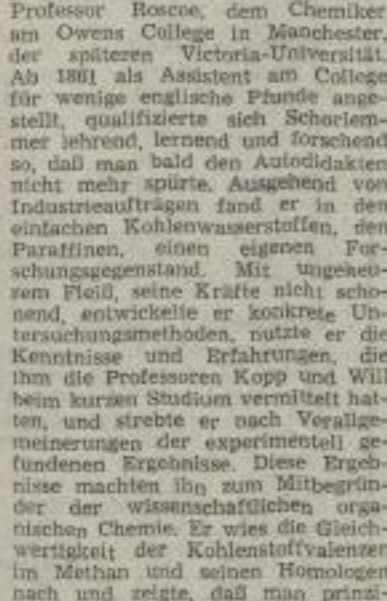 Professor Roscoe, dem Chemiker
am Owens College in Manchester,
der späteren Victoria-Universität.
Ab 1861 als Assistent am College
für wenige englische Pfunde ange-
stellt, qualifizierte sich Schorlem-
mer lehrend, lernend und forschend
so, daß man bald den Autodidakten
nicht mehr spürte. Ausgehend von
Industrieaufträgen fand er in den
einfachen Kohlenwasserstoffen, den
Paraffinen, einen eigenen For-
schungsgegenstand. Mit ungeheu-
rem Fleiß, seine Kräfte nicht scho-
nend, entwickelte er konkrete Un-
tersuchungsmethoden, nutzte er die
Kenntnisse und Erfahrungen, die
ihm die Professoren Kopp und Will
beim kurzen Studium vermittelt hat-
ten, und strebte er nach Verallge-
meinerungen der experimentell ge-
fundenen Ergebnisse. Diese Ergeb-
nisse machten ihn zum Mitbegrün-
der der wissenschaftlichen orga-
nischen Chemie. Er wies die Gleich-
wertigkeit der Kohlenstoffvalenzen
im Methan und seinen Homologen
nach und zeigte, daß man prinzi-